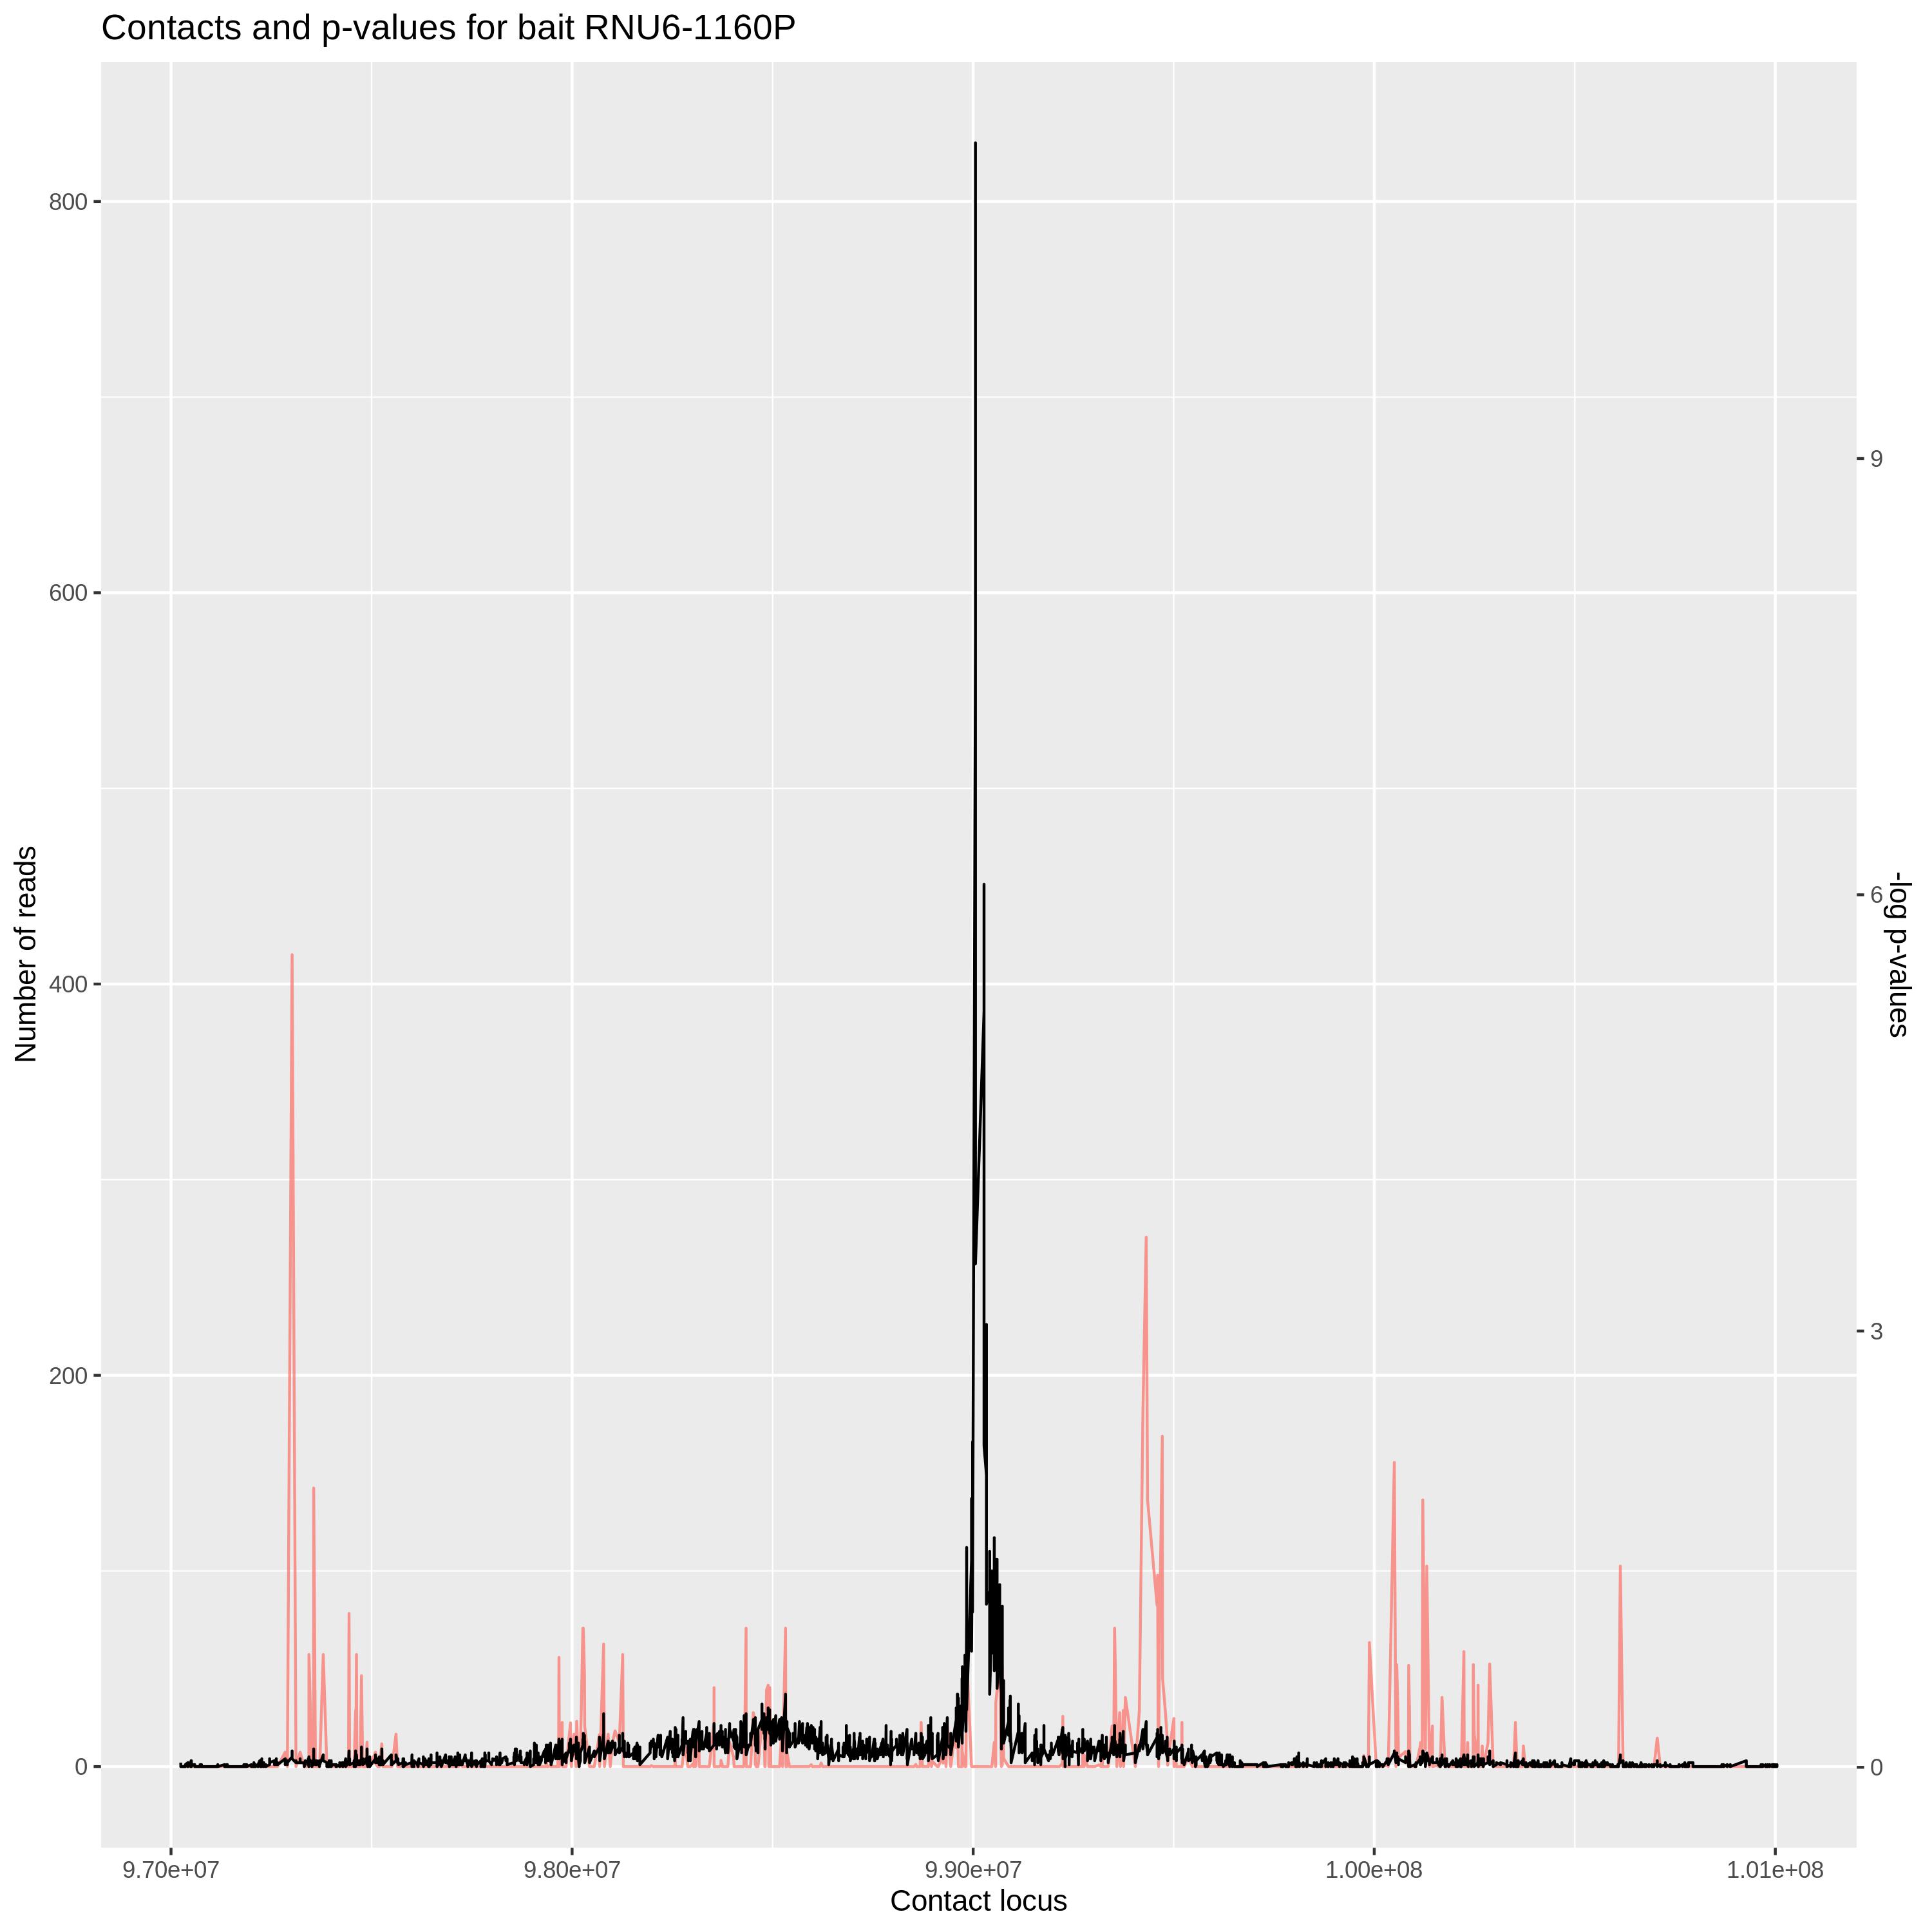 Contacts and p-values for bait RNU6-1160P
800
600
400
200
0
Number of reads
9
6
3
0
-log p-values
9.70e+07
9.80e+07
9.90e+07
1.00e+08
1.01e+08
Contact locus